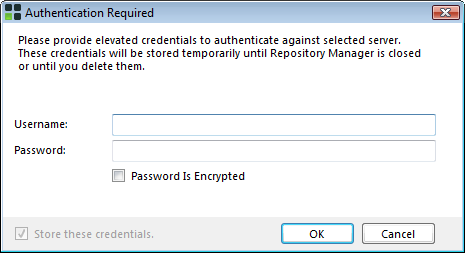 Authentication Required
Please provide elevated credentials to authenticate against selected server.
These credentials will be stored temporarily until Repository Manager is closed
or until you delete them.
Username:
Password:
Password Is Encrypted
Store these credentials.
OK
Cancel